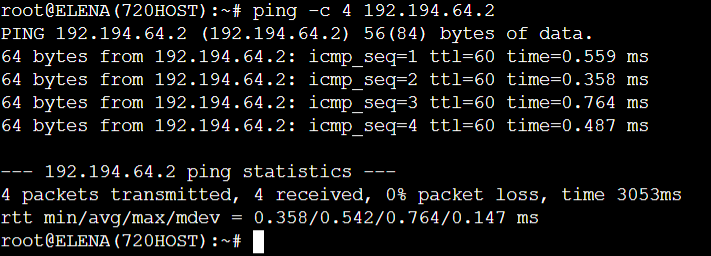 root@ELENA(720HOST):~# ping -c 4 192.194.64.2
PING 192.194.64.2 (192.194.64.2) 56(84) bytes of data.
64 bytes from 192.194.64.2: icmp_seq=1 ttl=60 time=0.559 ms
64 bytes from 192.194.64.2: icmp_seq=2 ttl=60 time=0.358 ms
64 bytes from 192.194.64.2: icmp_seq=3 ttl=60 time=0.764 ms
64 bytes from 192.194.64.2: icmp_seq=4 ttl=60 time=0.487 ms

--- 192.194.64.2 ping statistics ---
4 packets transmitted, 4 received, 0% packet loss, time 3053ms
rtt min/avg/max/mdev = 0.358/0.542/0.764/0.147 ms
root@ELENA(720HOST):~#